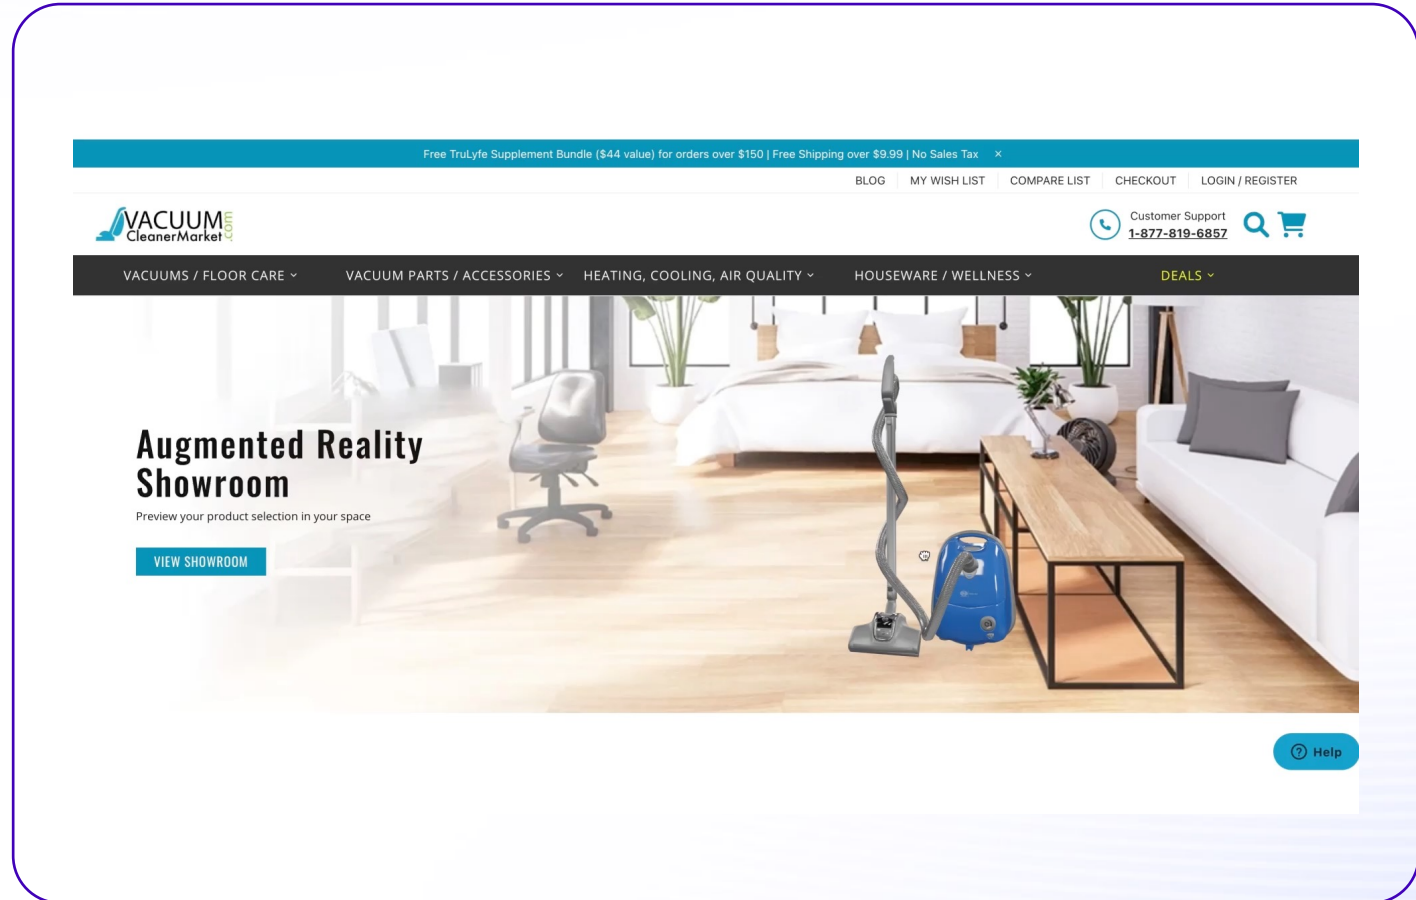 Free TruLyfe Supplement Bundle ($44 value) for orders over $150 | Free Shipping over $9.99 | No Sales Tax ×
BLOG MY WISH LIST COMPARE LIST CHECKOUT LOGIN / REGISTER
VACUUM
CleanerMarket
.com
Customer Support
1-877-819-6857
VACUUMS / FLOOR CARE VACUUM PARTS / ACCESSORIES HEATING, COOLING, AIR QUALITY HOUSEWARE / WELLNESS DEALS
Augmented Reality
Showroom
Preview your product selection in your space
VIEW SHOWROOM
Help